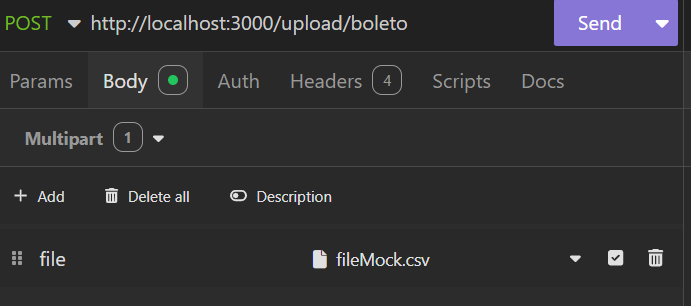 POST http://localhost:3000/upload/boleto Send
Params Body Auth Headers 4 Scripts Docs
Multipart 1
Add Delete all Description
file fileMock.csv